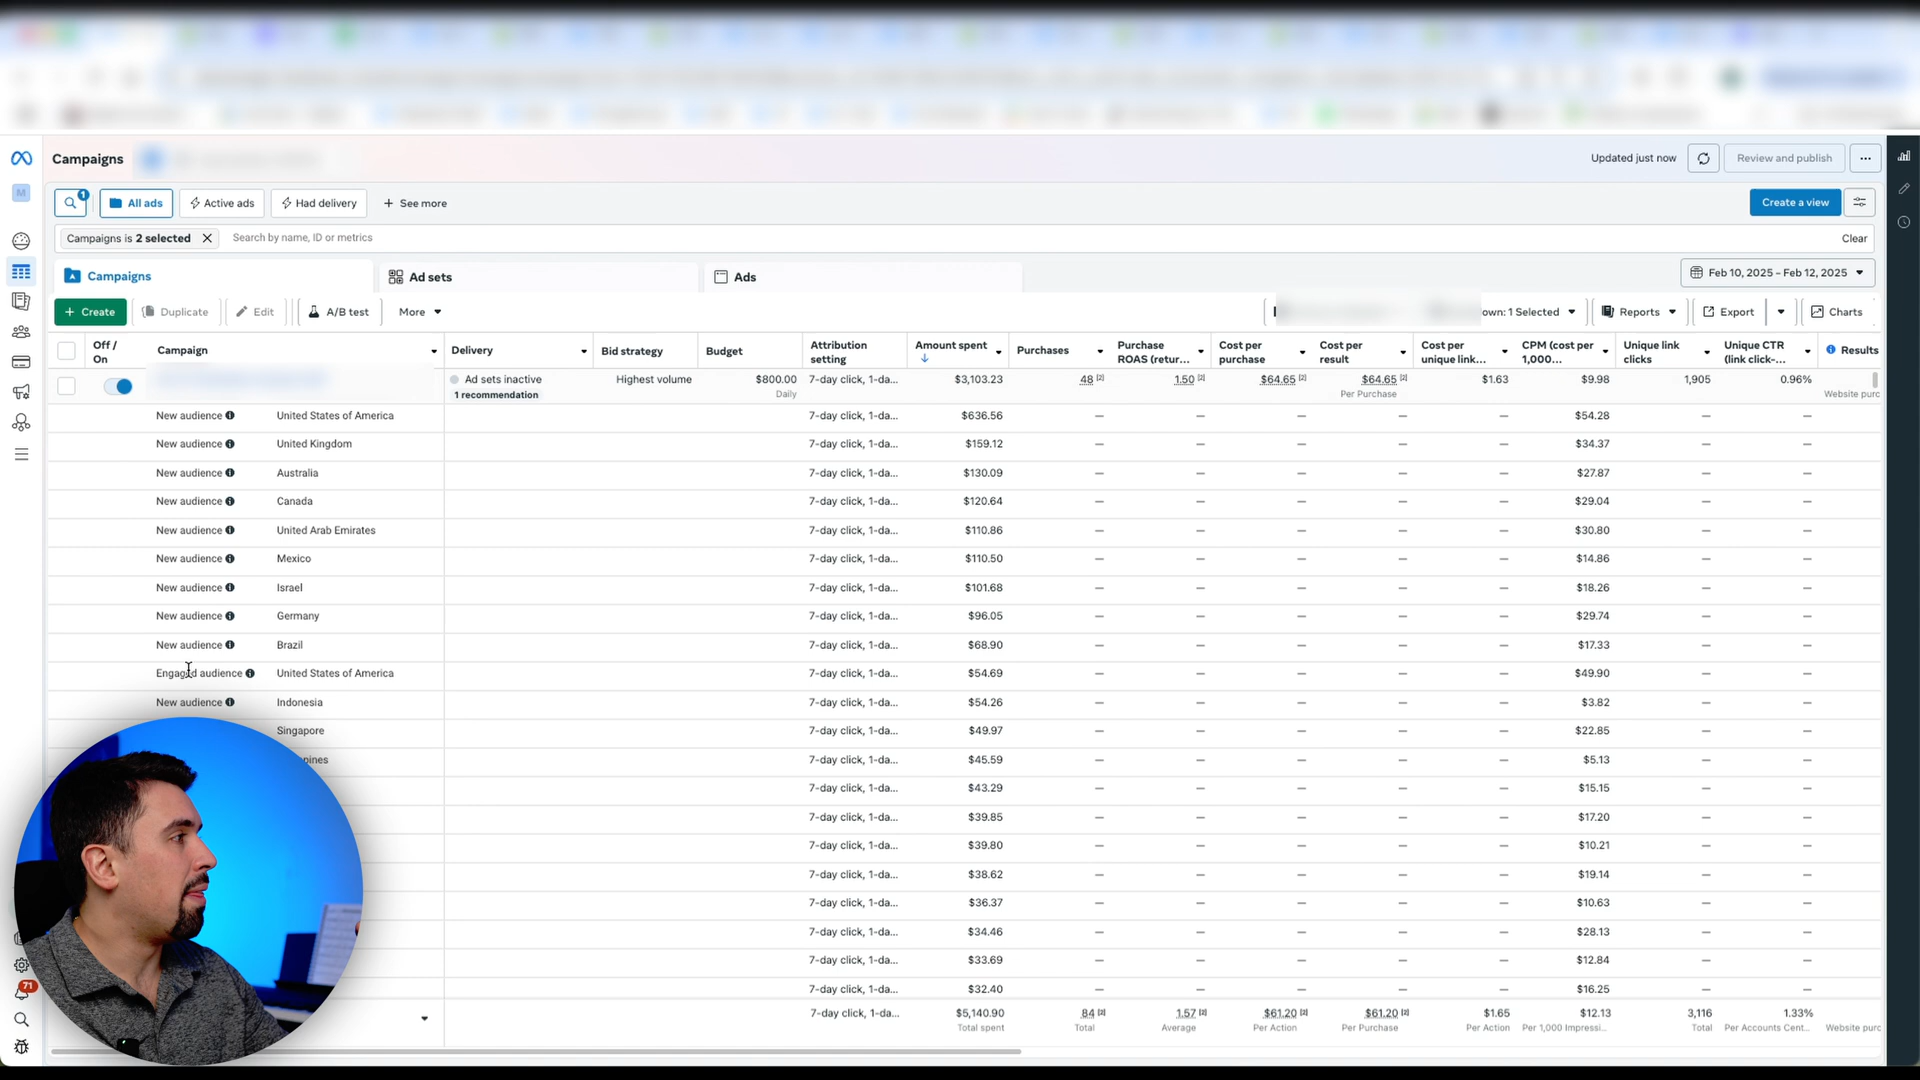 Campaigns
Updated just now
Review and publish
M
1
All ads
Active ads
Had delivery
+ See more
Create a view
Campaigns is 2 selected
Search by name, ID or metrics
Clear
Campaigns
Ad sets
Ads
Feb 10, 2025 – Feb 12, 2025
+ Create
Duplicate
Edit
A/B test
More
own: 1 Selected
Reports
Export
Charts
Off / On
Campaign
Delivery
Bid strategy
Budget
Attribution setting
Amount spent
Purchases
Purchase ROAS (retur...
Cost per purchase
Cost per result
Cost per unique link...
CPM (cost per 1,000...
Unique link clicks
Unique CTR (link click-...
Results
Ad sets inactive Highest volume $800.00 7-day click, 1-da... $3,103.23 48 [2] 1.50 [2] $64.65 [2] $64.65 [2] $1.63 $9.98 1,905 0.96%
1 recommendation Daily Per Purchase Website purc
New audience United States of America 7-day click, 1-da... $636.56 — — — — — $54.28 — —
New audience United Kingdom 7-day click, 1-da... $159.12 — — — — — $34.37 — —
New audience Australia 7-day click, 1-da... $130.09 — — — — — $27.87 — —
New audience Canada 7-day click, 1-da... $120.64 — — — — — $29.04 — —
New audience United Arab Emirates 7-day click, 1-da... $110.86 — — — — — $30.80 — —
New audience Mexico 7-day click, 1-da... $110.50 — — — — — $14.86 — —
New audience Israel 7-day click, 1-da... $101.68 — — — — — $18.26 — —
New audience Germany 7-day click, 1-da... $96.05 — — — — — $29.74 — —
New audience Brazil 7-day click, 1-da... $68.90 — — — — — $17.33 — —
Engaged audience United States of America 7-day click, 1-da... $54.69 — — — — — $49.90 — —
New audience Indonesia 7-day click, 1-da... $54.26 — — — — — $3.82 — —
Singapore 7-day click, 1-da... $49.97 — — — — — $22.85 — —
pines 7-day click, 1-da... $45.59 — — — — — $5.13 — —
7-day click, 1-da... $43.29 — — — — — $15.15 — —
7-day click, 1-da... $39.85 — — — — — $17.20 — —
7-day click, 1-da... $39.80 — — — — — $10.21 — —
7-day click, 1-da... $38.62 — — — — — $19.14 — —
7-day click, 1-da... $36.37 — — — — — $10.63 — —
7-day click, 1-da... $34.46 — — — — — $28.13 — —
7-day click, 1-da... $33.69 — — — — — $12.84 — —
7-day click, 1-da... $32.40 — — — — — $16.25 — —
71
7-day click, 1-da... $5,140.90 84 [2] 1.57 [2] $61.20 [2] $61.20 [2] $1.65 $12.13 3,116 1.33%
Total spent Total Average Per Action Per Purchase Per Action Per 1,000 Impressi... Total Per Accounts Cent... Website purc